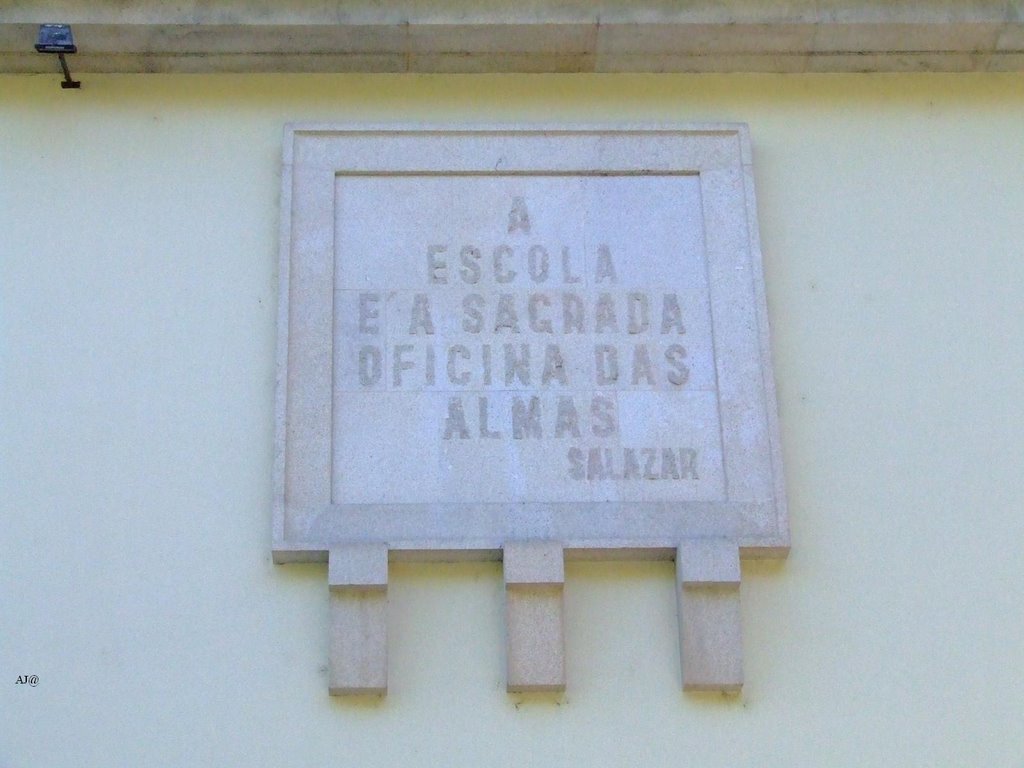 A
ESCOLA
E'A SAGRADA
OFICINA DAS
ALMAS
SALAZAR
AJ@